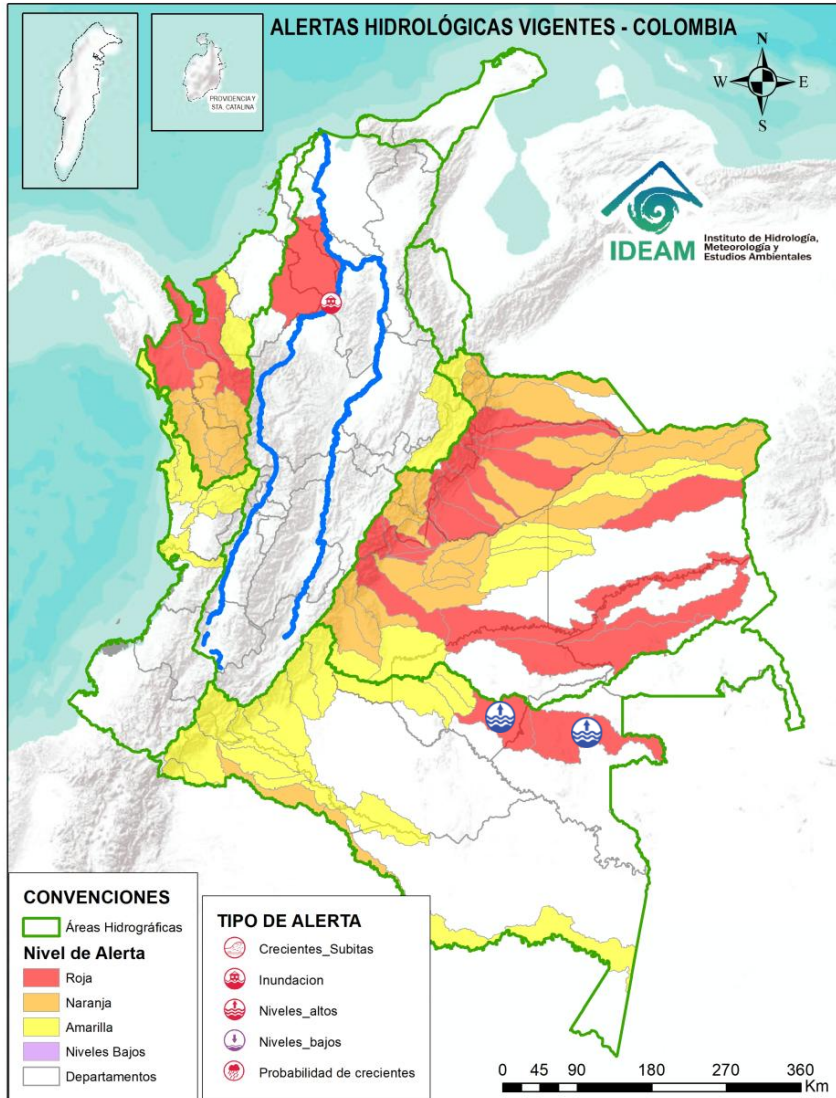 ALERTAS HIDROLÓGICAS VIGENTES - COLOMBIA
PROVIDENCIA Y
STA. CATALINA
N
W
E
S
IDEAM
Instituto de Hidrología,
Meteorología y
Estudios Ambientales
CONVENCIONES
Áreas Hidrográficas
Nivel de Alerta
Roja
Naranja
Amarilla
Niveles Bajos
Departamentos
TIPO DE ALERTA
Crecientes_Subitas
Inundacion
Niveles_altos
Niveles_bajos
Probabilidad de crecientes
0 45 90 180 270 360
Km